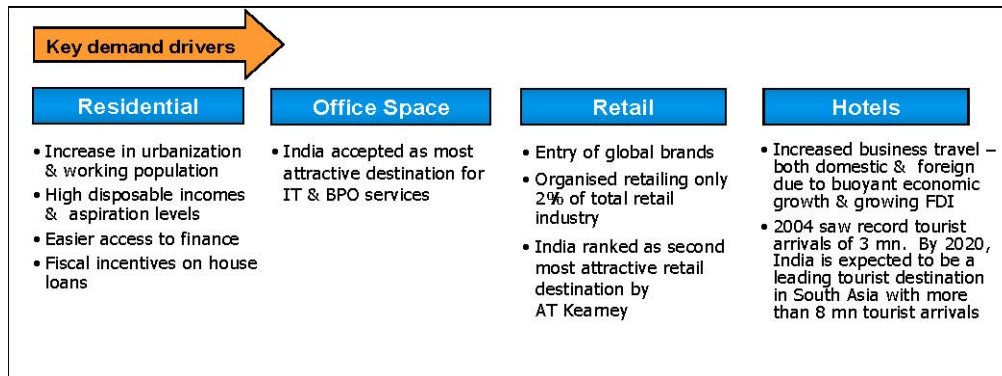 Key demand drivers
Residential
• Increase in urbanization
& working population
• High disposable incomes
& aspiration levels
• Easier access to finance
• Fiscal incentives on house
loans
Office Space
• India accepted as most
attractive destination for
IT & BPO services
Retail
• Entry of global brands
• Organised retailing only
2% of total retail
industry
• India ranked as second
most attractive retail
destination by
AT Kearney
Hotels
• Increased business travel –
both domestic & foreign
due to buoyant economic
growth & growing FDI
• 2004 saw record tourist
arrivals of 3 mn. By 2020,
India is expected to be a
leading tourist destination
in South Asia with more
than 8 mn tourist arrivals